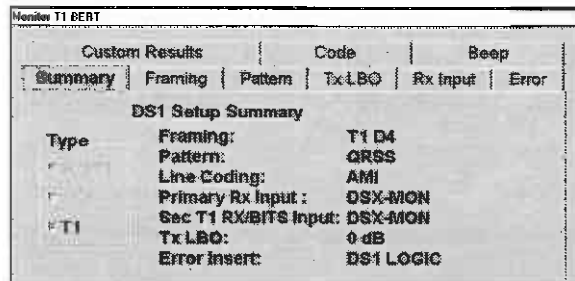 Monitor T1 BERT
Custom Results Code Beep
Summary Framing Pattern Tx LBO Rx Input Error
DS1 Setup Summary
Type
Framing: T1 D4
Pattern: QRSS
Line Coding: AMI
Primary Rx Input : DSX-MON
Sec T1 RX/BITS Input: DSX-MON
T1
Tx LBO: 0 dB
Error Insert: DS1 LOGIC